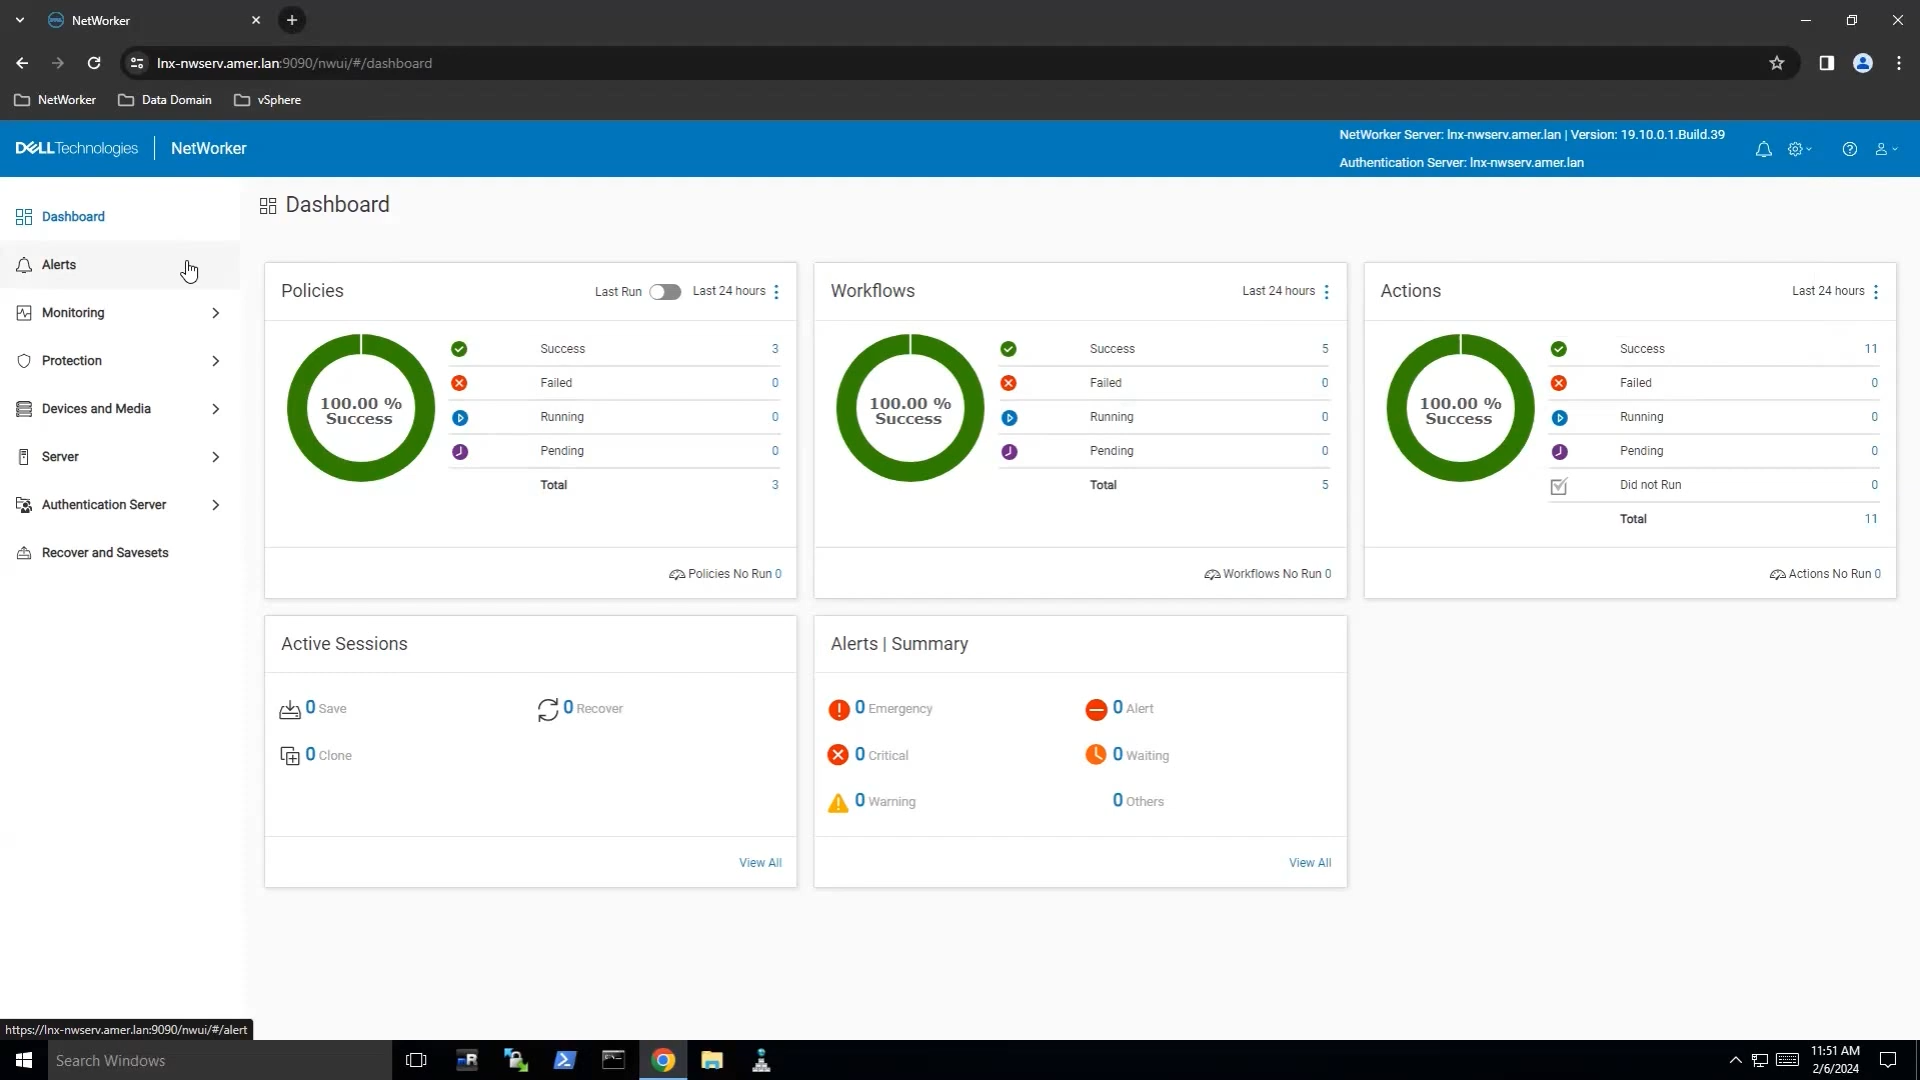 NetWorker
lnx-nwserv.amer.lan:9090/nwui/#/dashboard
NetWorker
Data Domain
vSphere
DELLTechnologies
NetWorker
NetWorker Server: lnx-nwserv.amer.lan | Version: 19.10.0.1.Build.39
Authentication Server: lnx-nwserv.amer.lan
Dashboard
Alerts
Monitoring
Protection
Devices and Media
Server
Authentication Server
Recover and Savesets
Dashboard
Policies
Last Run
Last 24 hours
100.00 %
Success
Success 3
Failed 0
Running 0
Pending 0
Total 3
Policies No Run 0
Workflows
Last 24 hours
100.00 %
Success
Success 5
Failed 0
Running 0
Pending 0
Total 5
Workflows No Run 0
Actions
Last 24 hours
100.00 %
Success
Success 11
Failed 0
Running 0
Pending 0
Did not Run 0
Total 11
Actions No Run 0
Active Sessions
0 Save
0 Recover
0 Clone
View All
Alerts | Summary
0 Emergency
0 Alert
0 Critical
0 Waiting
0 Warning
0 Others
View All
https://lnx-nwserv.amer.lan:9090/nwui/#/alert
Search Windows
11:51 AM
2/6/2024